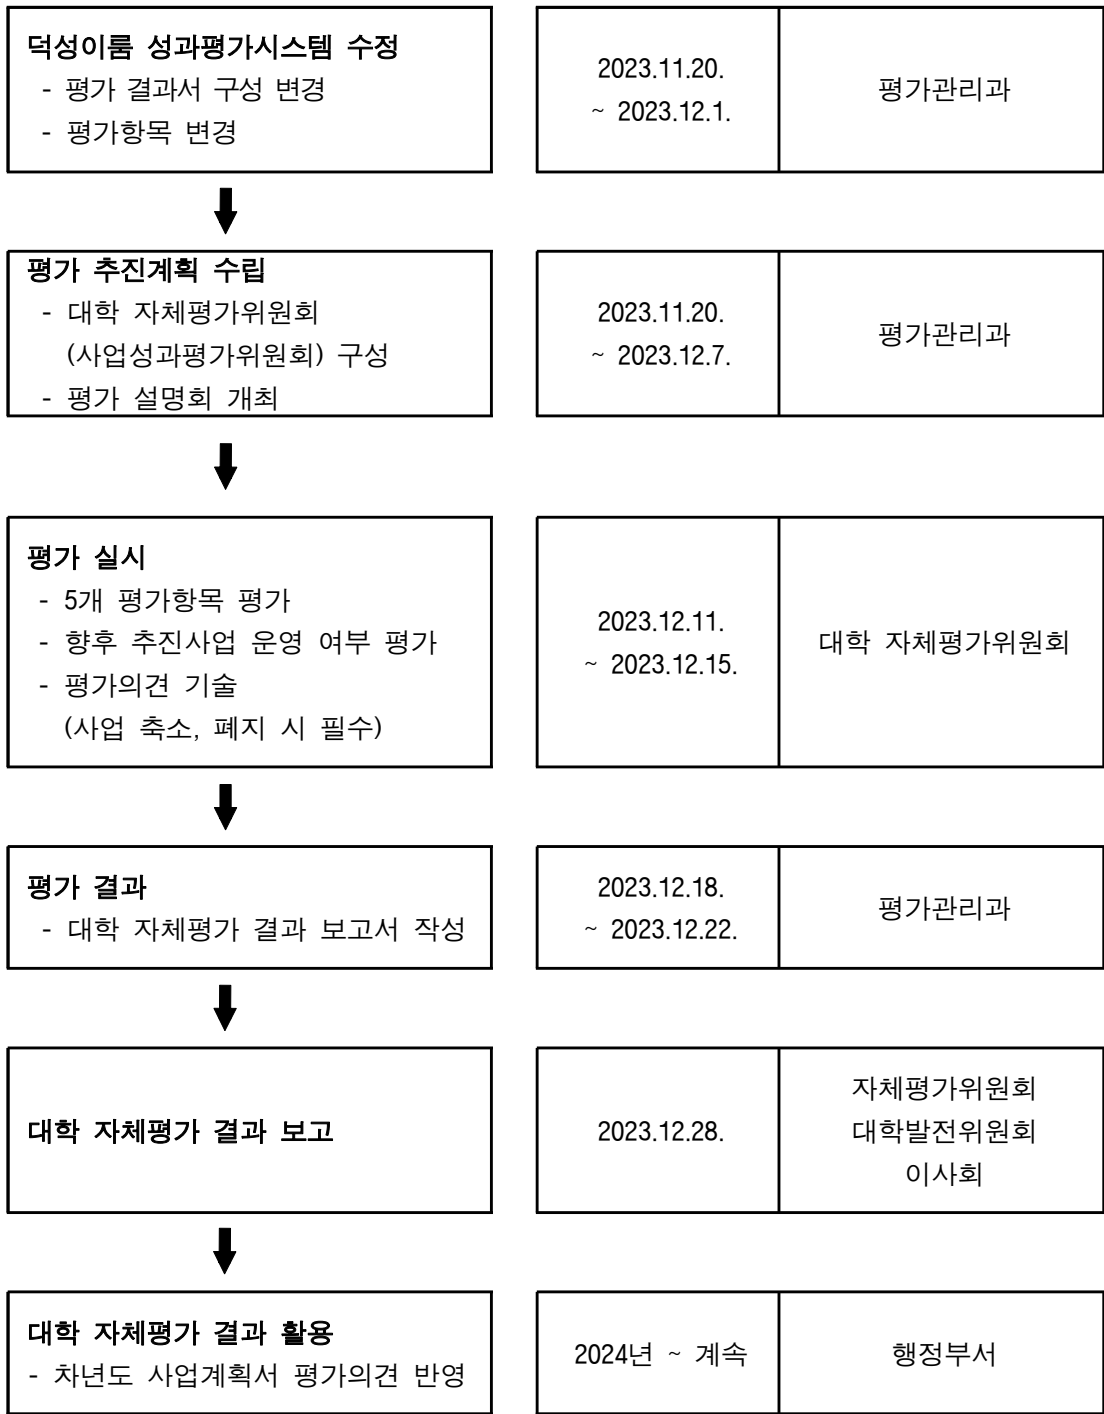 덕성이룸 성과평가시스템 수정
- 평가 결과서 구성 변경
- 평가항목 변경
2023.11.20.
~ 2023.12.1.
평가관리과
평가 추진계획 수립
- 대학 자체평가위원회
(사업성과평가위원회) 구성
- 평가 설명회 개최
2023.11.20.
~ 2023.12.7.
평가관리과
평가 실시
- 5개 평가항목 평가
- 향후 추진사업 운영 여부 평가
- 평가의견 기술
(사업 축소, 폐지 시 필수)
2023.12.11.
~ 2023.12.15.
대학 자체평가위원회
평가 결과
- 대학 자체평가 결과 보고서 작성
2023.12.18.
~ 2023.12.22.
평가관리과
대학 자체평가 결과 보고
2023.12.28.
자체평가위원회
대학발전위원회
이사회
대학 자체평가 결과 활용
- 차년도 사업계획서 평가의견 반영
2024년 ~ 계속
행정부서